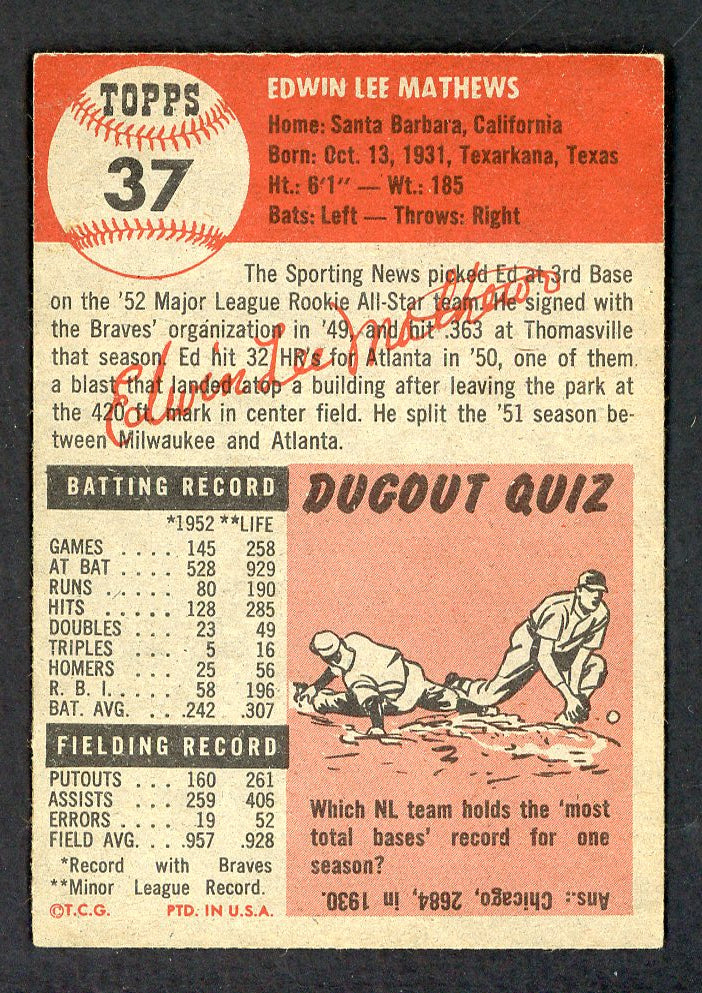 TOPPS
37
EDWIN LEE MATHEWS
Home: Santa Barbara, California
Born: Oct. 13, 1931, Texarkana, Texas
Ht.: 6'1" — Wt.: 185
Bats: Left — Throws: Right
The Sporting News picked Ed at 3rd Base
on the '52 Major League Rookie All-Star team. He signed with
the Braves' organization in '49, and hit .363 at Thomasville
that season. Ed hit 32 HR's for Atlanta in '50, one of them
a blast that landed atop a building after leaving the park at
the 420 ft. mark in center field. He split the '51 season be-
tween Milwaukee and Atlanta.
Edwin Lee Mathews
BATTING RECORD
*1952 **LIFE
GAMES .... 145 258
AT BAT .... 528 929
RUNS ..... 80 190
HITS ..... 128 285
DOUBLES ... 23 49
TRIPLES ... 5 16
HOMERS ... 25 56
R. B. I. .... 58 196
BAT. AVG. ... .242 .307
FIELDING RECORD
PUTOUTS ... 160 261
ASSISTS ... 259 406
ERRORS .... 19 52
FIELD AVG. ... .957 .928
*Record with Braves
**Minor League Record.
©T.C.G. PTD. IN U.S.A.
DUGOUT QUIZ
Which NL team holds the 'most
total bases' record for one
season?
Ans.: Chicago, 2684, in 1930.